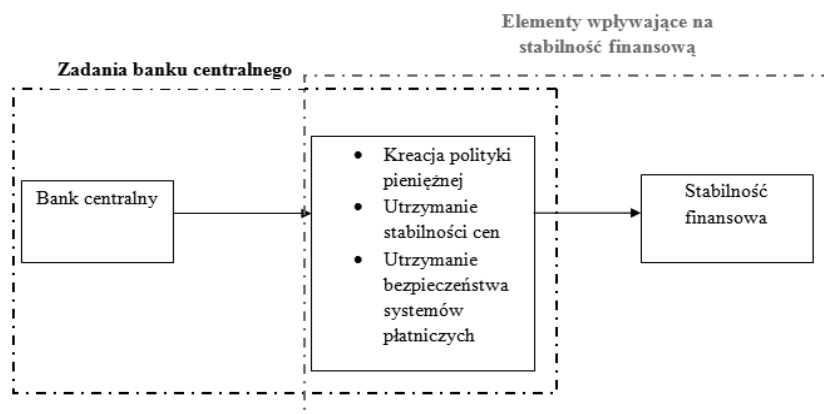 Elementy wpływające na
stabilność finansową
Zadania banku centralnego
Bank centralny
• Kreacja polityki
pieniężnej
• Utrzymanie
stabilności cen
• Utrzymanie
bezpieczeństwa
systemów
płatniczych
Stabilność
finansowa